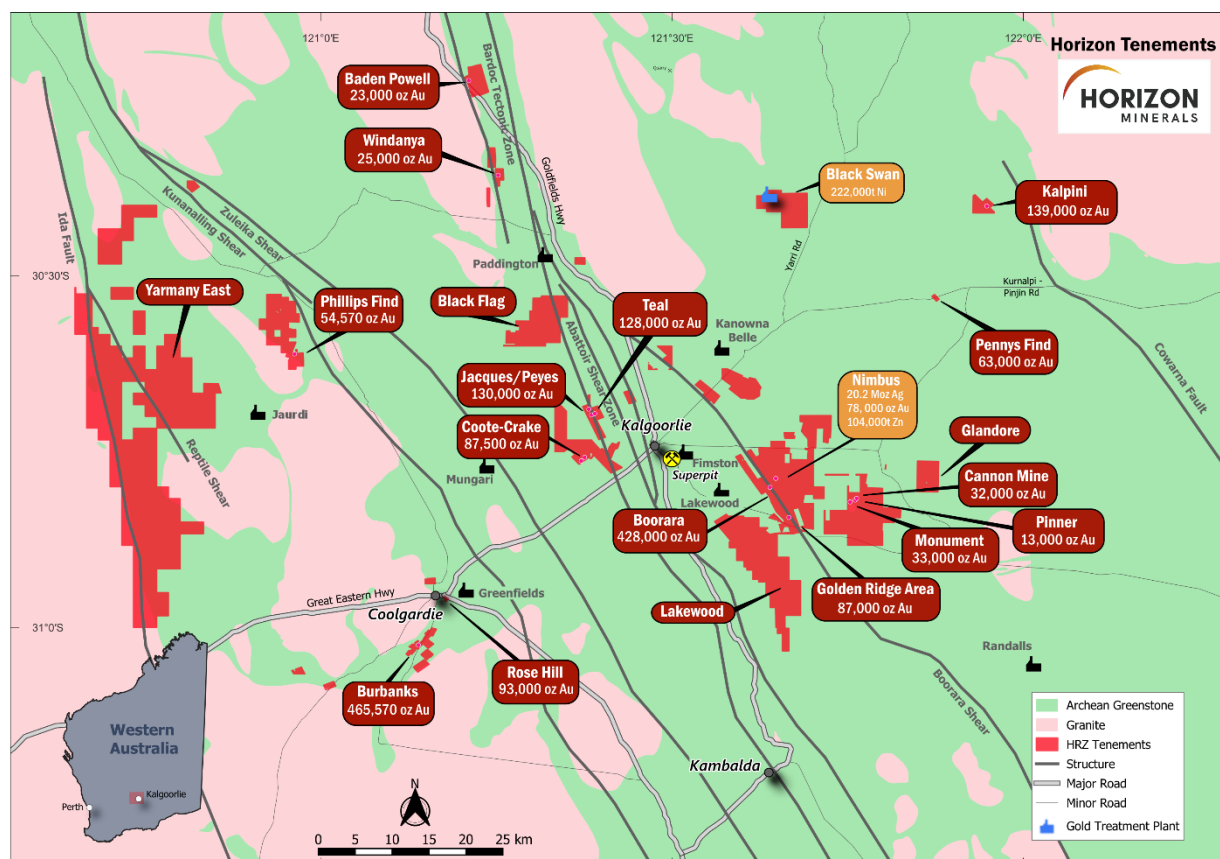 121°0'E
121°30'E
122°0'E
Horizon Tenements
HORIZON
MINERALS
Baden Powell
23,000 oz Au
Bardoc Tectonic Zone
Windanya
25,000 oz Au
Goldfields Hwy
Black Swan
222,000t Ni
Kalpini
139,000 oz Au
Ida Fault
Kunanalling Shear
Zuleika Shear
Yarri Rd
Paddington
30°30'S
Kurnalpi -
Pinjin Rd
Yarmany East
Phillips Find
54,570 oz Au
Black Flag
Teal
128,000 oz Au
Abattoir Shear Zone
Kanowna
Belle
Pennys Find
63,000 oz Au
Cowarna Fault
Jacques/Peyes
130,000 oz Au
Nimbus
20.2 Moz Ag
78, 000 oz Au
104,000t Zn
Jaurdi
Coote-Crake
87,500 oz Au
Kalgoorlie
Glandore
Reptile Shear
Mungari
Fimston
Superpit
Lakewood
Cannon Mine
32,000 oz Au
Boorara
428,000 oz Au
Pinner
13,000 oz Au
Monument
33,000 oz Au
Golden Ridge Area
87,000 oz Au
Great Eastern Hwy
Greenfields
Coolgardie
Lakewood
31°0'S
Randalls
Boorara Shear
Rose Hill
93,000 oz Au
Burbanks
465,570 oz Au
Kambalda
Western
Australia
Perth
Kalgoorlie
N
0 5 10 15 20 25 km
Archean Greenstone
Granite
HRZ Tenements
Structure
Major Road
Minor Road
Gold Treatment Plant